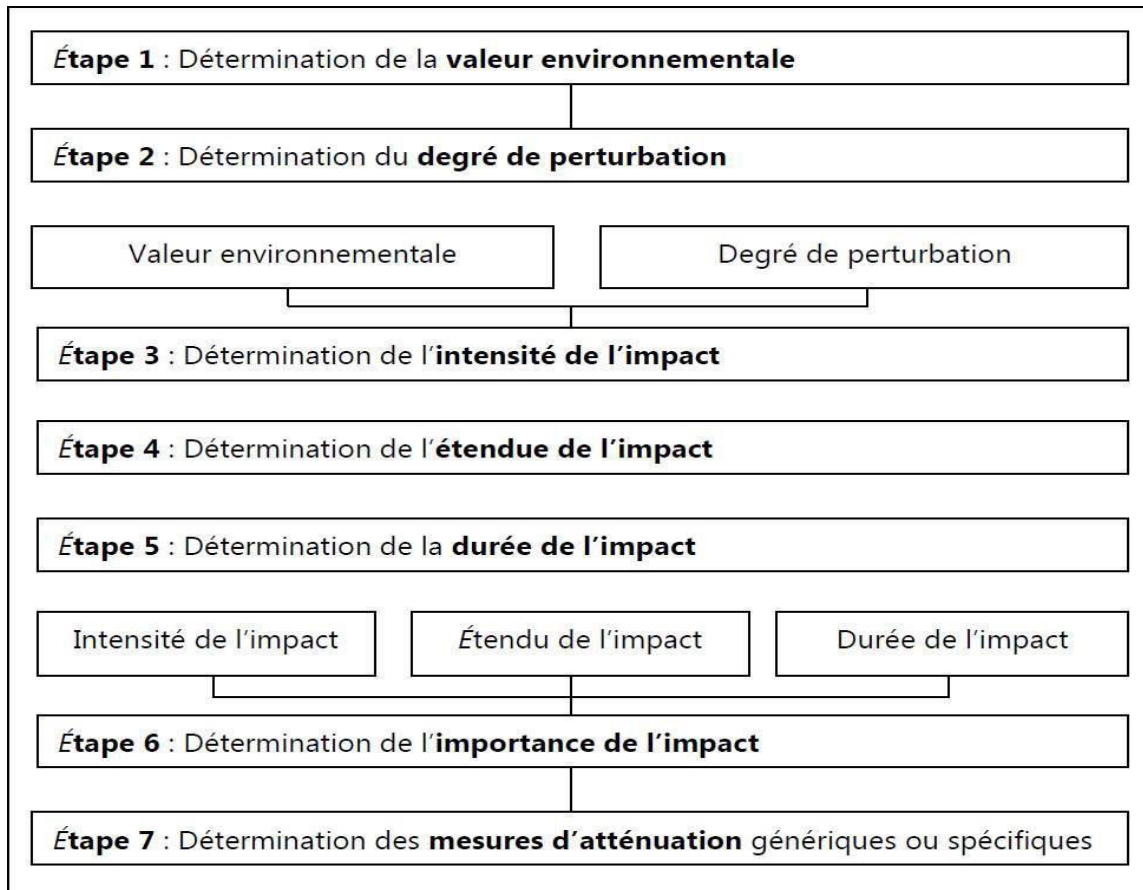 Étape 1 : Détermination de la valeur environnementale
Étape 2 : Détermination du degré de perturbation
Valeur environnementale
Degré de perturbation
Étape 3 : Détermination de l’intensité de l’impact
Étape 4 : Détermination de l’étendue de l’impact
Étape 5 : Détermination de la durée de l’impact
Intensité de l’impact
Étendu de l’impact
Durée de l’impact
Étape 6 : Détermination de l’importance de l’impact
Étape 7 : Détermination des mesures d’atténuation génériques ou spécifiques